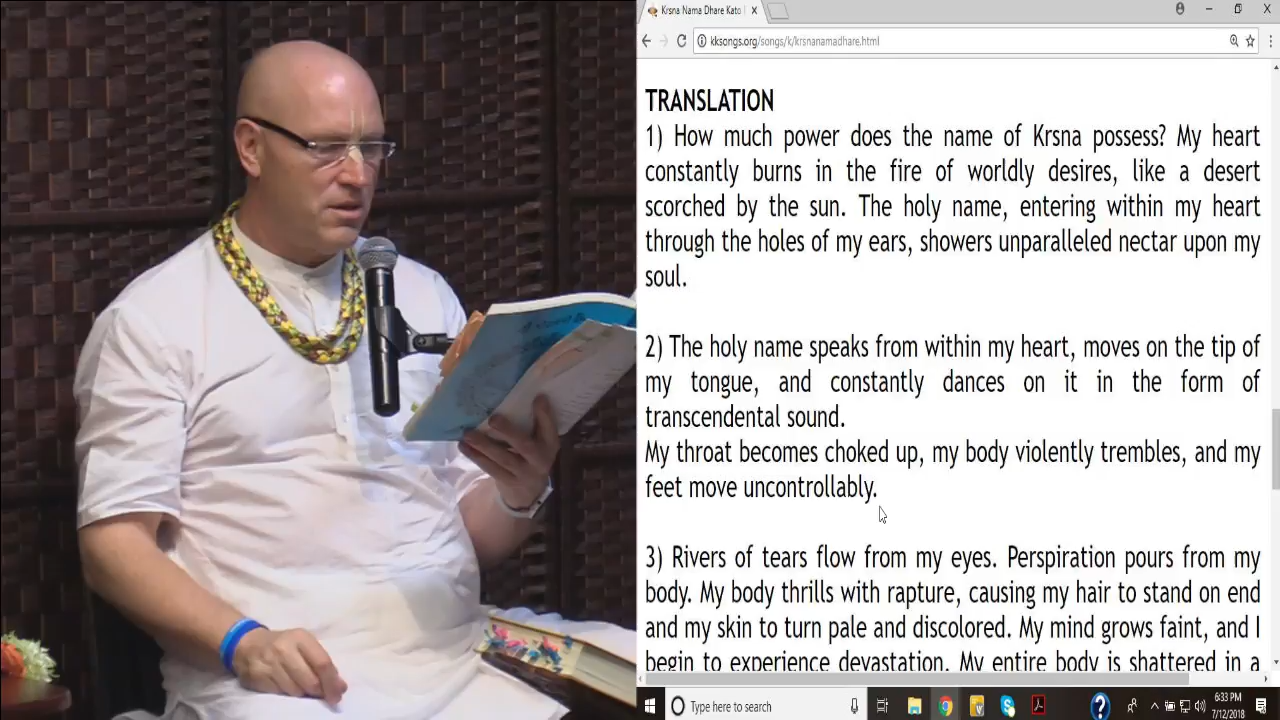 Krsna Nama Dhare Kato
kksongs.org/songs/k/krsnanamadhare.html
TRANSLATION
1) How much power does the name of Krsna possess? My heart
constantly burns in the fire of worldly desires, like a desert
scorched by the sun. The holy name, entering within my heart
through the holes of my ears, showers unparalleled nectar upon my
soul.
2) The holy name speaks from within my heart, moves on the tip of
my tongue, and constantly dances on it in the form of
transcendental sound.
My throat becomes choked up, my body violently trembles, and my
feet move uncontrollably.
3) Rivers of tears flow from my eyes. Perspiration pours from my
body. My body thrills with rapture, causing my hair to stand on end
and my skin to turn pale and discolored. My mind grows faint, and I
begin to experience devastation. My entire body is shattered in a
Type here to search
6:33 PM
7/12/2018